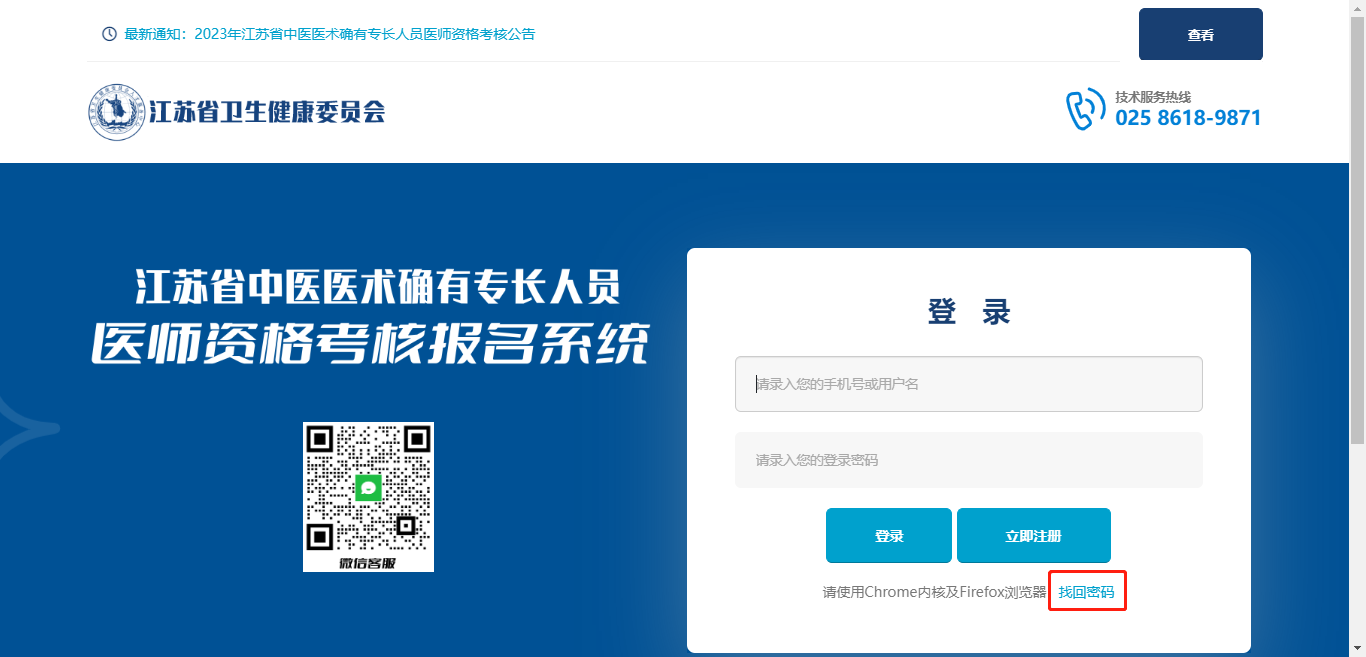 最新通知：2023年江苏省中医医术确有专长人员医师资格考核公告
查看
江苏省卫生健康委员会
技术服务热线
025 8618-9871
江苏省中医医术确有专长人员
医师资格考核报名系统
微信客服
登 录
请录入您的手机号或用户名
请录入您的登录密码
登录
立即注册
请使用Chrome内核及Firefox浏览器 找回密码